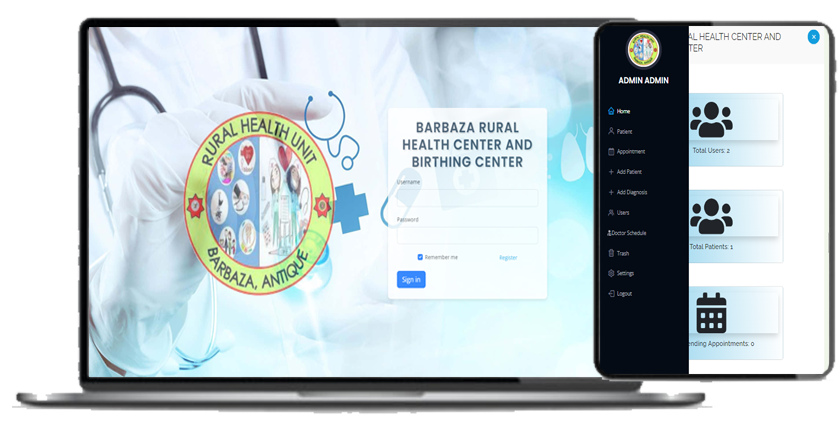 RURAL HEALTH UNIT
BARBAZA, ANTIQUE
BARBAZA RURAL
HEALTH CENTER AND
BIRTHING CENTER
Username
Password
Remember me
Register
Sign in
ADMIN ADMIN
Home
Patient
Appointment
Add Patient
Add Diagnosis
Users
Doctor Schedule
Trash
Settings
Logout
AL HEALTH CENTER AND
TER
x
Total Users: 2
Total Patients: 1
ending Appointments: 0